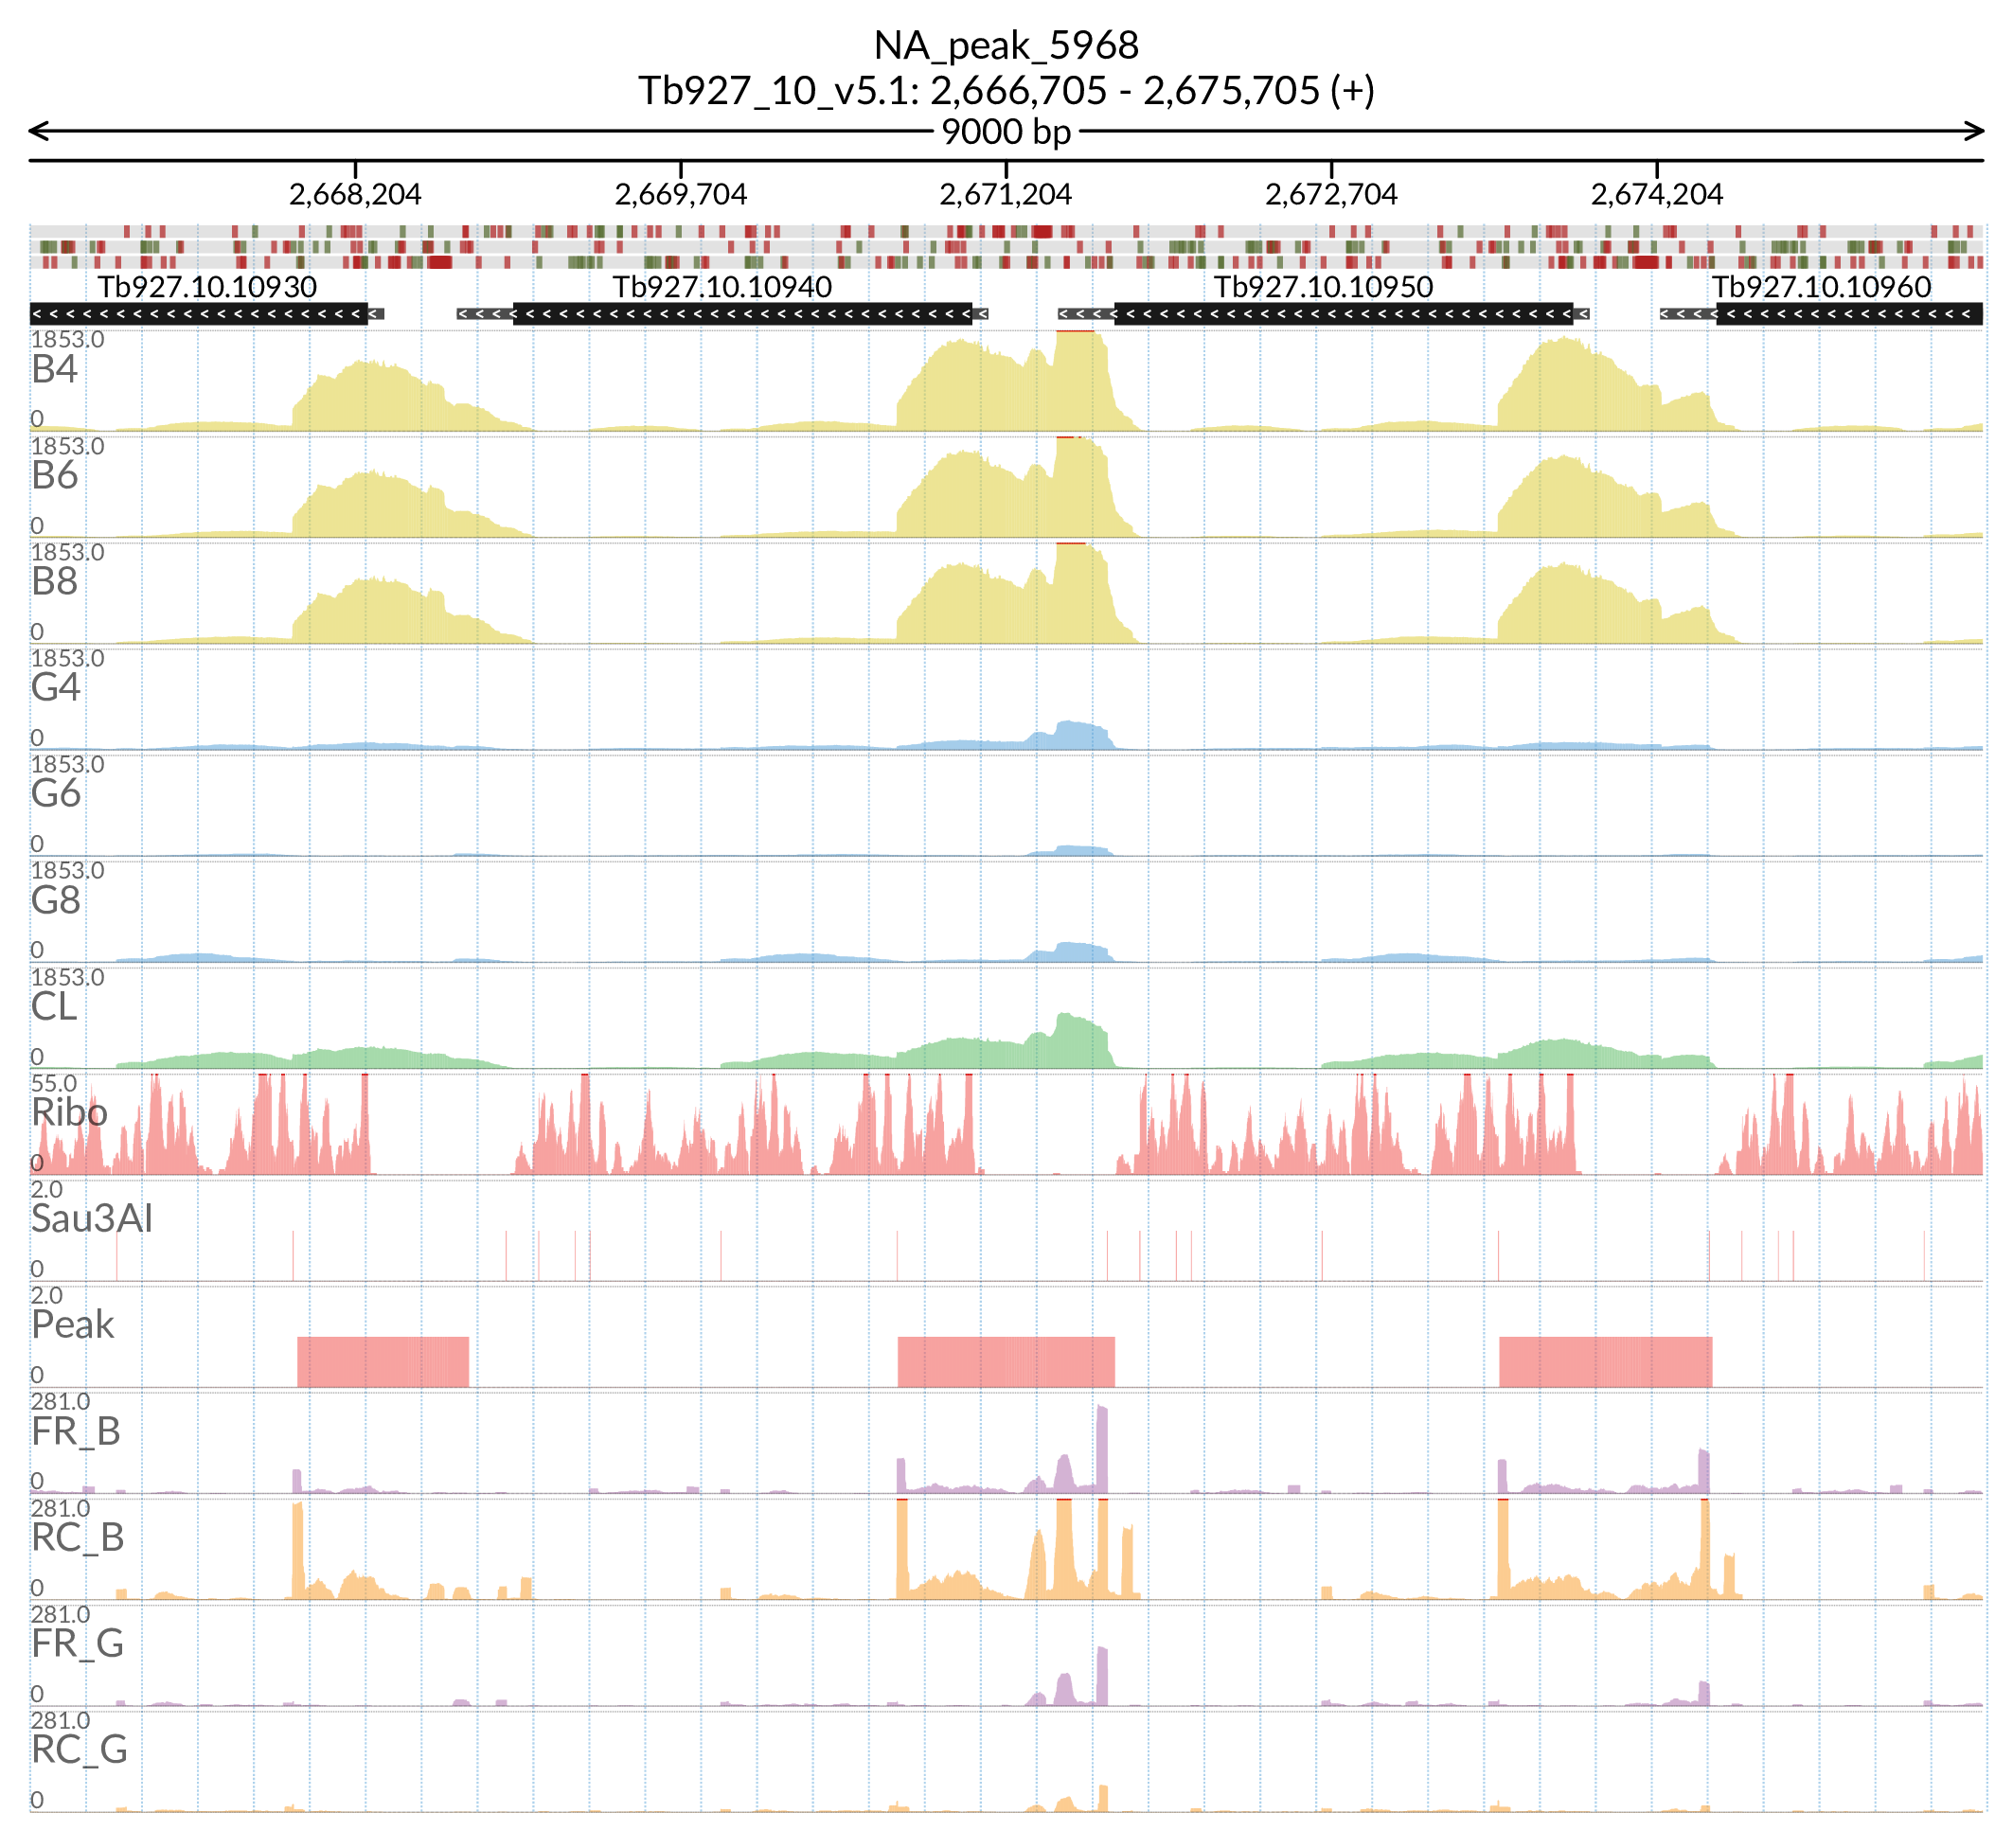 NA_peak_5968
Tb927_10_v5.1: 2,666,705 - 2,675,705 (+)
9000 bp
2,668,204 2,669,704 2,671,204 2,672,704 2,674,204
Tb927.10.10930 Tb927.10.10940 Tb927.10.10950 Tb927.10.10960
1853.0
B4
0
1853.0
B6
0
1853.0
B8
0
1853.0
G4
0
1853.0
G6
0
1853.0
G8
0
1853.0
CL
0
55.0
Ribo
0
2.0
Sau3AI
0
2.0
Peak
0
281.0
FR_B
0
281.0
RC_B
0
281.0
FR_G
0
281.0
RC_G
0